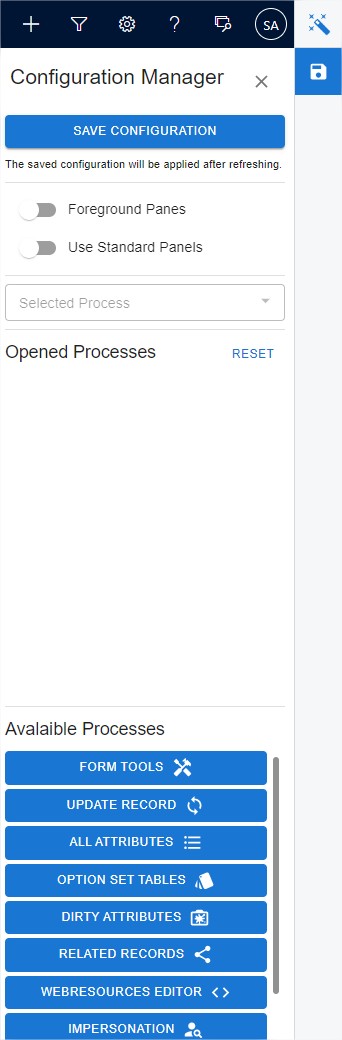 SA
Configuration Manager
SAVE CONFIGURATION
The saved configuration will be applied after refreshing.
Foreground Panes
Use Standard Panels
Selected Process
Opened Processes RESET
Avalaible Processes
FORM TOOLS
UPDATE RECORD
ALL ATTRIBUTES
OPTION SET TABLES
DIRTY ATTRIBUTES
RELATED RECORDS
WEBRESOURCES EDITOR
IMPERSONATION